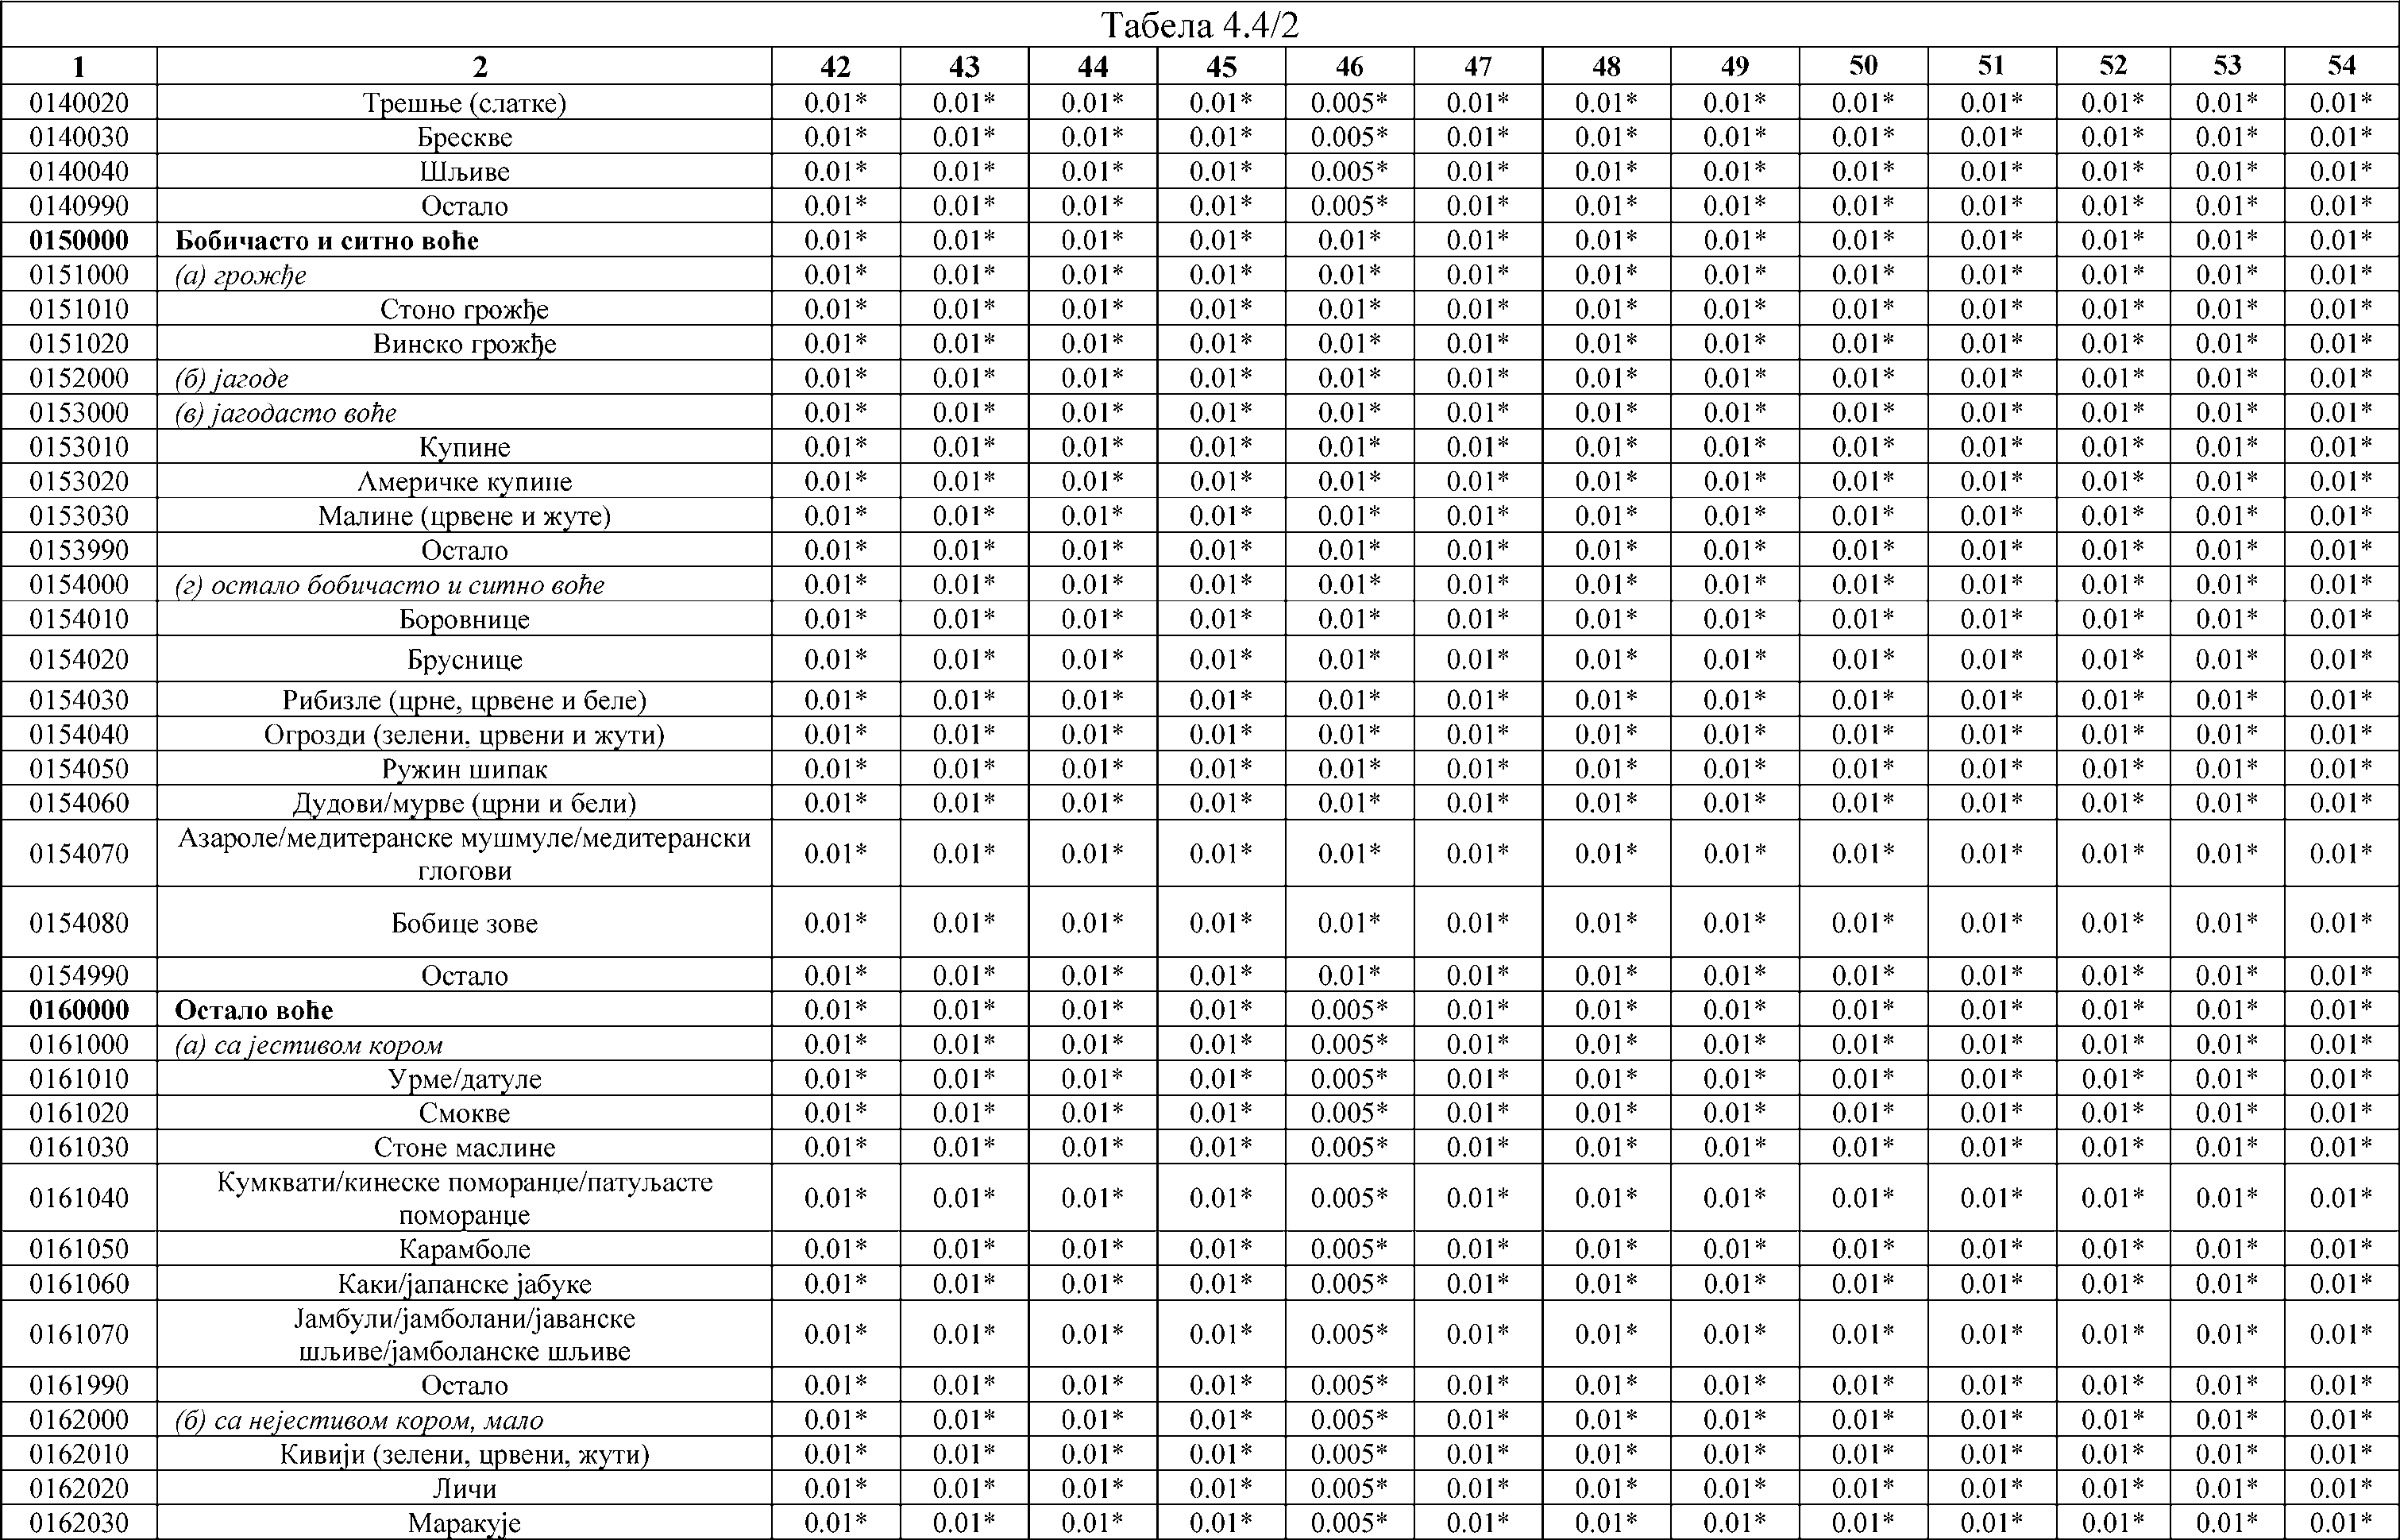 Табела 4.4/2
1 2 42 43 44 45 46 47 48 49 50 51 52 53 54
0140020 Трешње (слатке) 0.01* 0.01* 0.01* 0.01* 0.005* 0.01* 0.01* 0.01* 0.01* 0.01* 0.01* 0.01* 0.01*
0140030 Брескве 0.01* 0.01* 0.01* 0.01* 0.005* 0.01* 0.01* 0.01* 0.01* 0.01* 0.01* 0.01* 0.01*
0140040 Шљиве 0.01* 0.01* 0.01* 0.01* 0.005* 0.01* 0.01* 0.01* 0.01* 0.01* 0.01* 0.01* 0.01*
0140990 Остало 0.01* 0.01* 0.01* 0.01* 0.005* 0.01* 0.01* 0.01* 0.01* 0.01* 0.01* 0.01* 0.01*
0150000 Бобичасто и ситно воће 0.01* 0.01* 0.01* 0.01* 0.01* 0.01* 0.01* 0.01* 0.01* 0.01* 0.01* 0.01* 0.01*
0151000 (а) грожђе 0.01* 0.01* 0.01* 0.01* 0.01* 0.01* 0.01* 0.01* 0.01* 0.01* 0.01* 0.01* 0.01*
0151010 Стоно грожђе 0.01* 0.01* 0.01* 0.01* 0.01* 0.01* 0.01* 0.01* 0.01* 0.01* 0.01* 0.01* 0.01*
0151020 Винско грожђе 0.01* 0.01* 0.01* 0.01* 0.01* 0.01* 0.01* 0.01* 0.01* 0.01* 0.01* 0.01* 0.01*
0152000 (б) јагоде 0.01* 0.01* 0.01* 0.01* 0.01* 0.01* 0.01* 0.01* 0.01* 0.01* 0.01* 0.01* 0.01*
0153000 (в) јагодасто воће 0.01* 0.01* 0.01* 0.01* 0.01* 0.01* 0.01* 0.01* 0.01* 0.01* 0.01* 0.01* 0.01*
0153010 Купине 0.01* 0.01* 0.01* 0.01* 0.01* 0.01* 0.01* 0.01* 0.01* 0.01* 0.01* 0.01* 0.01*
0153020 Америчке купине 0.01* 0.01* 0.01* 0.01* 0.01* 0.01* 0.01* 0.01* 0.01* 0.01* 0.01* 0.01* 0.01*
0153030 Малине (црвене и жуте) 0.01* 0.01* 0.01* 0.01* 0.01* 0.01* 0.01* 0.01* 0.01* 0.01* 0.01* 0.01* 0.01*
0153990 Остало 0.01* 0.01* 0.01* 0.01* 0.01* 0.01* 0.01* 0.01* 0.01* 0.01* 0.01* 0.01* 0.01*
0154000 (г) остало бобичасто и ситно воће 0.01* 0.01* 0.01* 0.01* 0.01* 0.01* 0.01* 0.01* 0.01* 0.01* 0.01* 0.01* 0.01*
0154010 Боровнице 0.01* 0.01* 0.01* 0.01* 0.01* 0.01* 0.01* 0.01* 0.01* 0.01* 0.01* 0.01* 0.01*
0154020 Бруснице 0.01* 0.01* 0.01* 0.01* 0.01* 0.01* 0.01* 0.01* 0.01* 0.01* 0.01* 0.01* 0.01*
0154030 Рибизле (црне, црвене и беле) 0.01* 0.01* 0.01* 0.01* 0.01* 0.01* 0.01* 0.01* 0.01* 0.01* 0.01* 0.01* 0.01*
0154040 Огрозди (зелени, црвени и жути) 0.01* 0.01* 0.01* 0.01* 0.01* 0.01* 0.01* 0.01* 0.01* 0.01* 0.01* 0.01* 0.01*
0154050 Ружин шипак 0.01* 0.01* 0.01* 0.01* 0.01* 0.01* 0.01* 0.01* 0.01* 0.01* 0.01* 0.01* 0.01*
0154060 Дудови/мурве (црни и бели) 0.01* 0.01* 0.01* 0.01* 0.01* 0.01* 0.01* 0.01* 0.01* 0.01* 0.01* 0.01* 0.01*
Азароле/медитеранске мушмуле/медитерански
0154070 глогови 0.01* 0.01* 0.01* 0.01* 0.01* 0.01* 0.01* 0.01* 0.01* 0.01* 0.01* 0.01* 0.01*
0154080 Бобице зове 0.01* 0.01* 0.01* 0.01* 0.01* 0.01* 0.01* 0.01* 0.01* 0.01* 0.01* 0.01* 0.01*
0154990 Остало 0.01* 0.01* 0.01* 0.01* 0.01* 0.01* 0.01* 0.01* 0.01* 0.01* 0.01* 0.01* 0.01*
0160000 Остало воће 0.01* 0.01* 0.01* 0.01* 0.005* 0.01* 0.01* 0.01* 0.01* 0.01* 0.01* 0.01* 0.01*
0161000 (а) са јестивом кором 0.01* 0.01* 0.01* 0.01* 0.005* 0.01* 0.01* 0.01* 0.01* 0.01* 0.01* 0.01* 0.01*
0161010 Урме/датуле 0.01* 0.01* 0.01* 0.01* 0.005* 0.01* 0.01* 0.01* 0.01* 0.01* 0.01* 0.01* 0.01*
0161020 Смокве 0.01* 0.01* 0.01* 0.01* 0.005* 0.01* 0.01* 0.01* 0.01* 0.01* 0.01* 0.01* 0.01*
0161030 Стоне маслине 0.01* 0.01* 0.01* 0.01* 0.005* 0.01* 0.01* 0.01* 0.01* 0.01* 0.01* 0.01* 0.01*
Кумквати/кинеске поморанџе/патуљасте
0161040 поморанџе 0.01* 0.01* 0.01* 0.01* 0.005* 0.01* 0.01* 0.01* 0.01* 0.01* 0.01* 0.01* 0.01*
0161050 Карамболе 0.01* 0.01* 0.01* 0.01* 0.005* 0.01* 0.01* 0.01* 0.01* 0.01* 0.01* 0.01* 0.01*
0161060 Каки/јапанске јабуке 0.01* 0.01* 0.01* 0.01* 0.005* 0.01* 0.01* 0.01* 0.01* 0.01* 0.01* 0.01* 0.01*
Јамбули/јамболани/јаванске
0161070 шљиве/јамболанске шљиве 0.01* 0.01* 0.01* 0.01* 0.005* 0.01* 0.01* 0.01* 0.01* 0.01* 0.01* 0.01* 0.01*
0161990 Остало 0.01* 0.01* 0.01* 0.01* 0.005* 0.01* 0.01* 0.01* 0.01* 0.01* 0.01* 0.01* 0.01*
0162000 (б) са нејестивом кором, мало 0.01* 0.01* 0.01* 0.01* 0.005* 0.01* 0.01* 0.01* 0.01* 0.01* 0.01* 0.01* 0.01*
0162010 Кивији (зелени, црвени, жути) 0.01* 0.01* 0.01* 0.01* 0.005* 0.01* 0.01* 0.01* 0.01* 0.01* 0.01* 0.01* 0.01*
0162020 Личи 0.01* 0.01* 0.01* 0.01* 0.005* 0.01* 0.01* 0.01* 0.01* 0.01* 0.01* 0.01* 0.01*
0162030 Маракује 0.01* 0.01* 0.01* 0.01* 0.005* 0.01* 0.01* 0.01* 0.01* 0.01* 0.01* 0.01* 0.01*